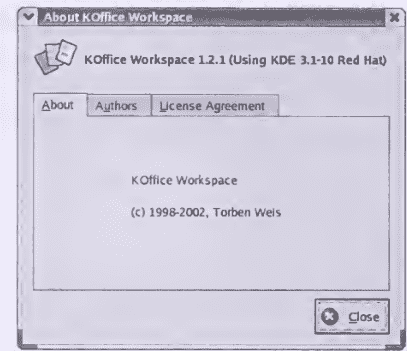 About KOffice Workspace
KOffice Workspace 1.2.1 (Using KDE 3.1-10 Red Hat)
About Authors License Agreement
KOffice Workspace
(c) 1998-2002, Torben Weis
Close